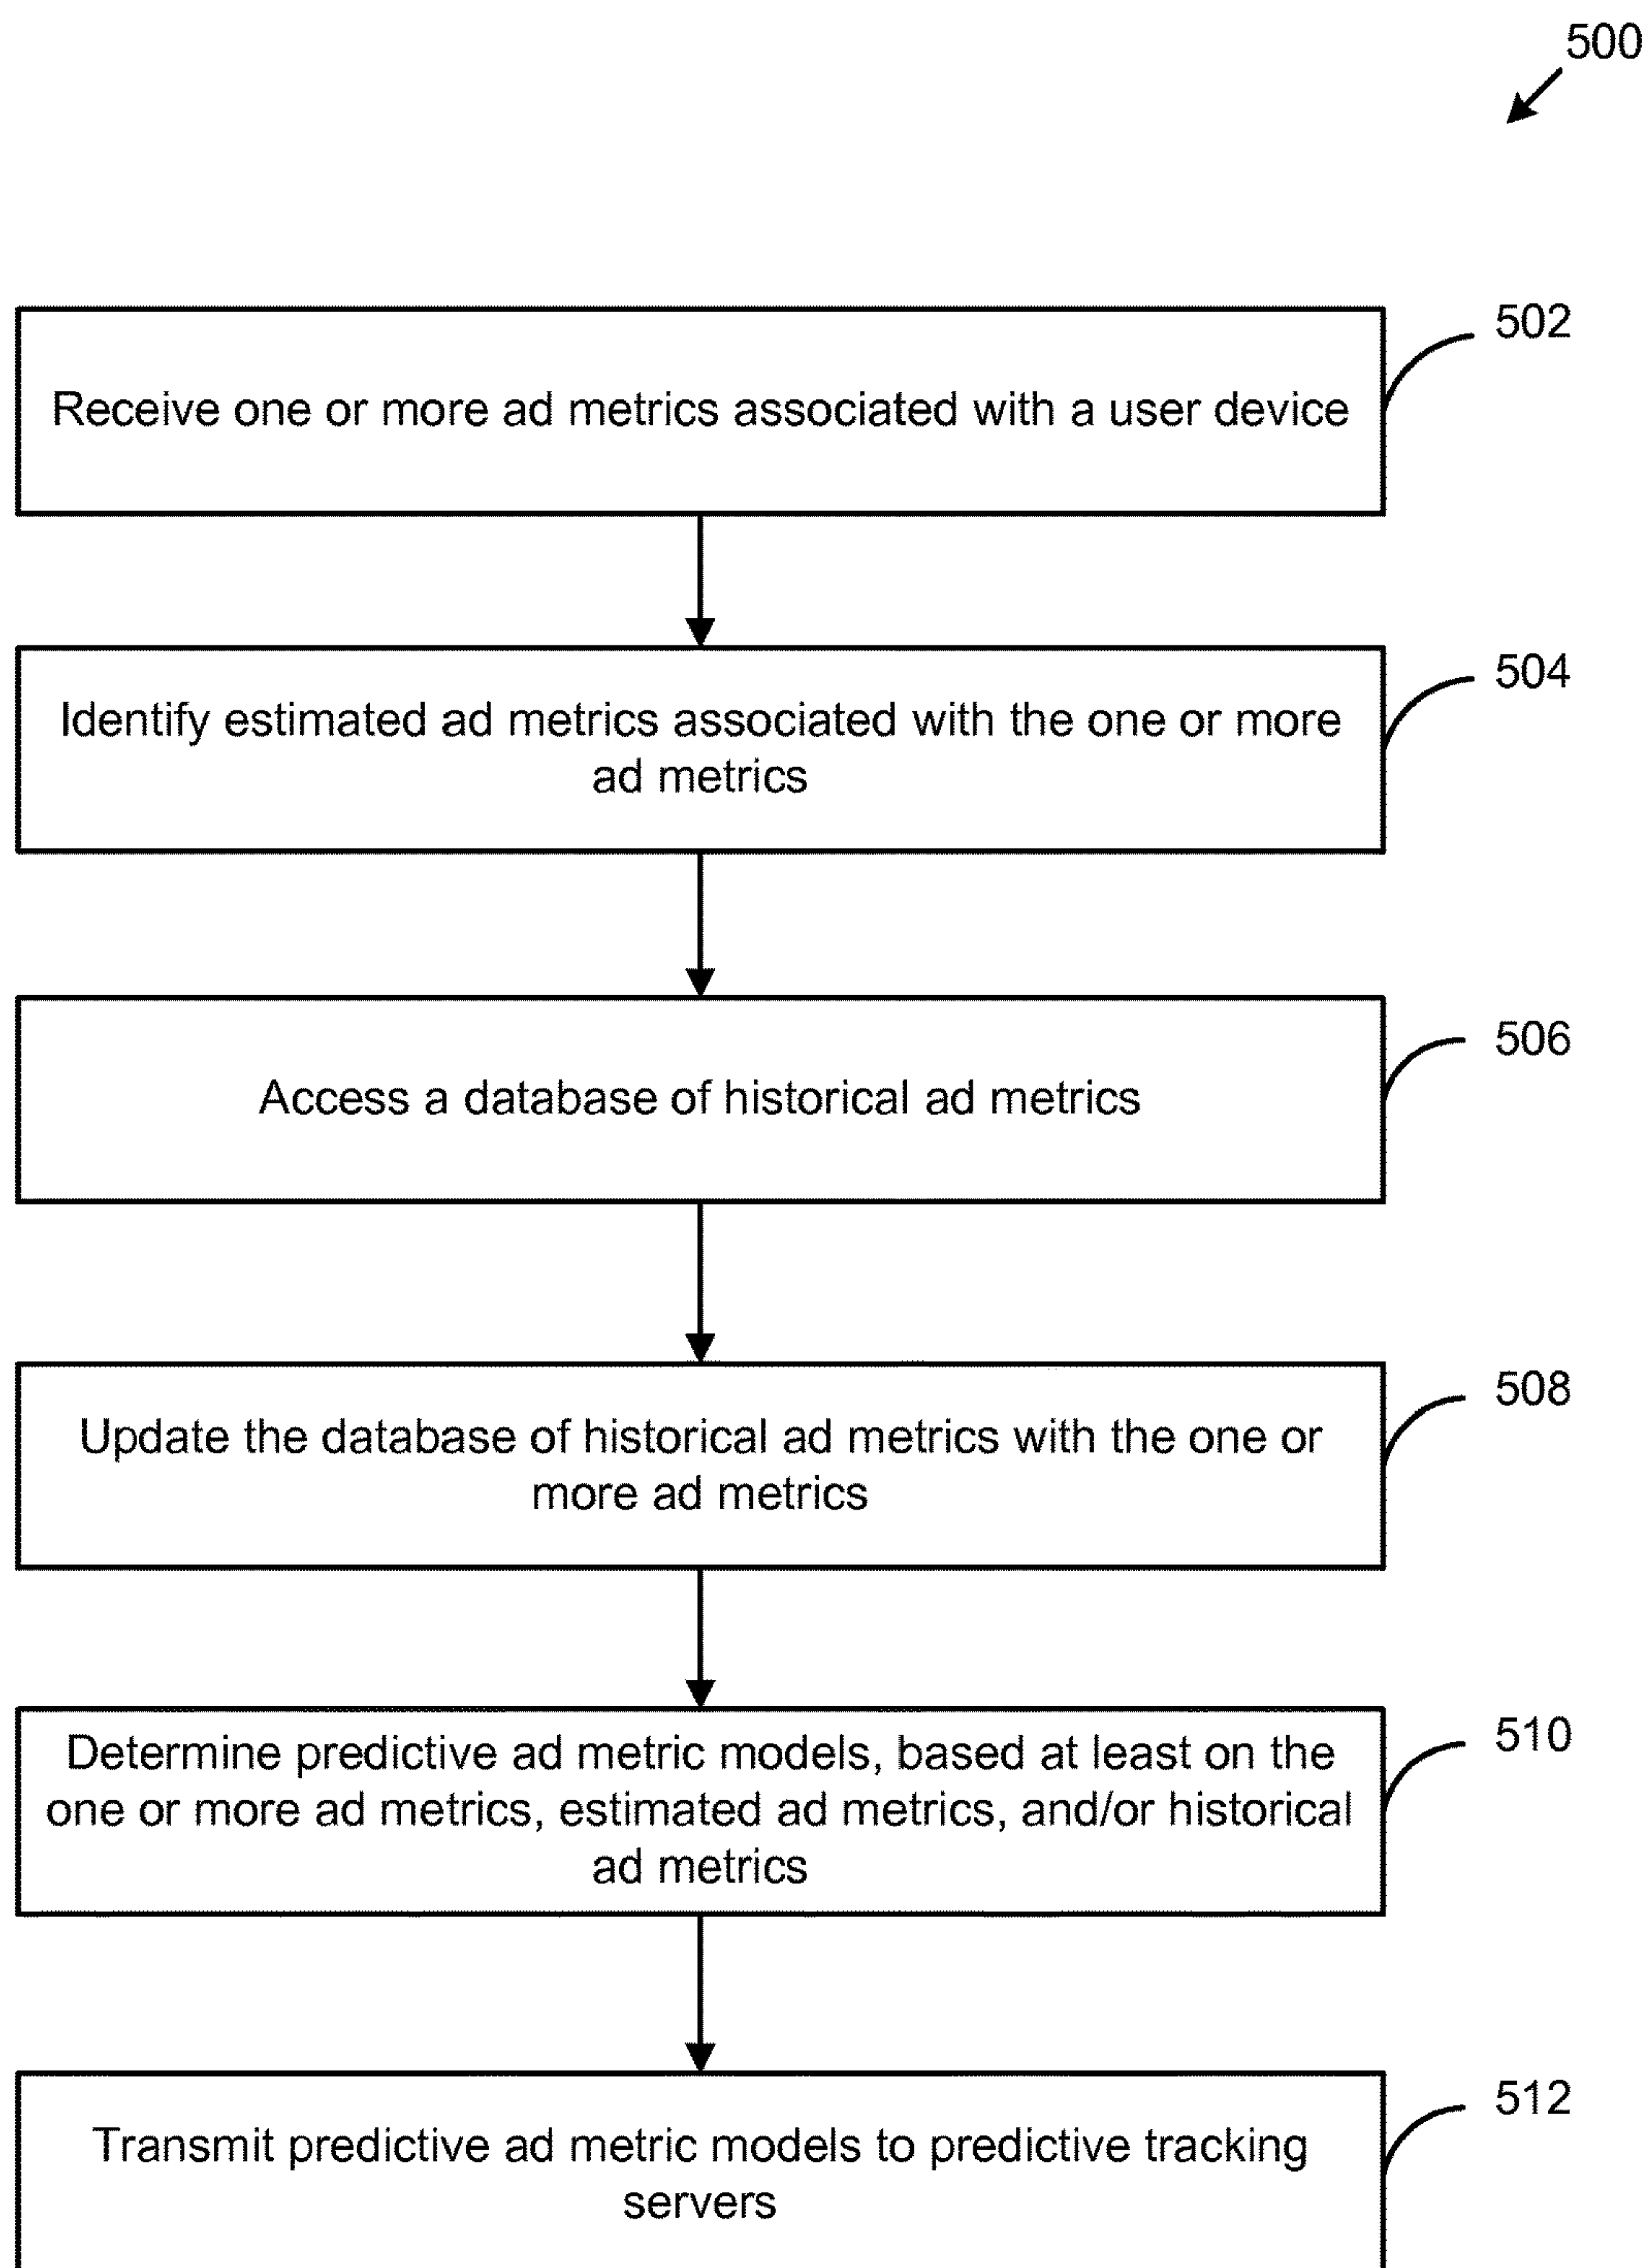 500
502
Receive one or more ad metrics associated with a user device
504
Identify estimated ad metrics associated with the one or more
ad metrics
506
Access a database of historical ad metrics
508
Update the database of historical ad metrics with the one or
more ad metrics
510
Determine predictive ad metric models, based at least on the
one or more ad metrics, estimated ad metrics, and/or historical
ad metrics
512
Transmit predictive ad metric models to predictive tracking
servers